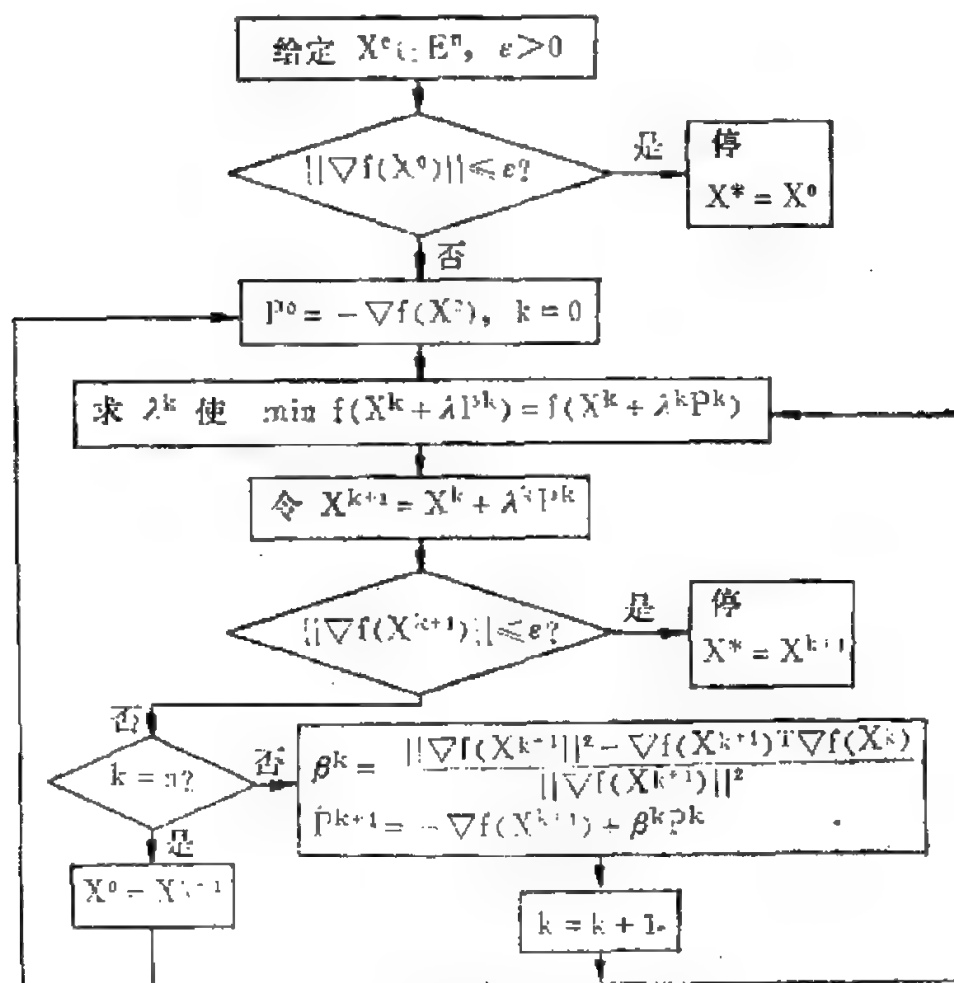 给定 X⁰∈Eⁿ, ε>0
||∇f(X⁰)||≤ε?
是
停
X* = X⁰
否
P⁰ = −∇f(X⁰), k = 0
求 λᵏ 使 min f(Xᵏ + λPᵏ) = f(Xᵏ + λᵏPᵏ)
令 Xᵏ⁺¹ = Xᵏ + λᵏPᵏ
||∇f(Xᵏ⁺¹)||≤ε?
是
停
X* = Xᵏ⁺¹
否
k = n?
否
βᵏ = ||∇f(Xᵏ⁺¹||² − ∇f(Xᵏ⁺¹)ᵀ∇f(Xᵏ)
||∇f(Xᵏ⁺¹)||²
Pᵏ⁺¹ = −∇f(Xᵏ⁺¹) + βᵏPᵏ
是
X⁰ = Xᵏ⁺¹
k = k + 1.